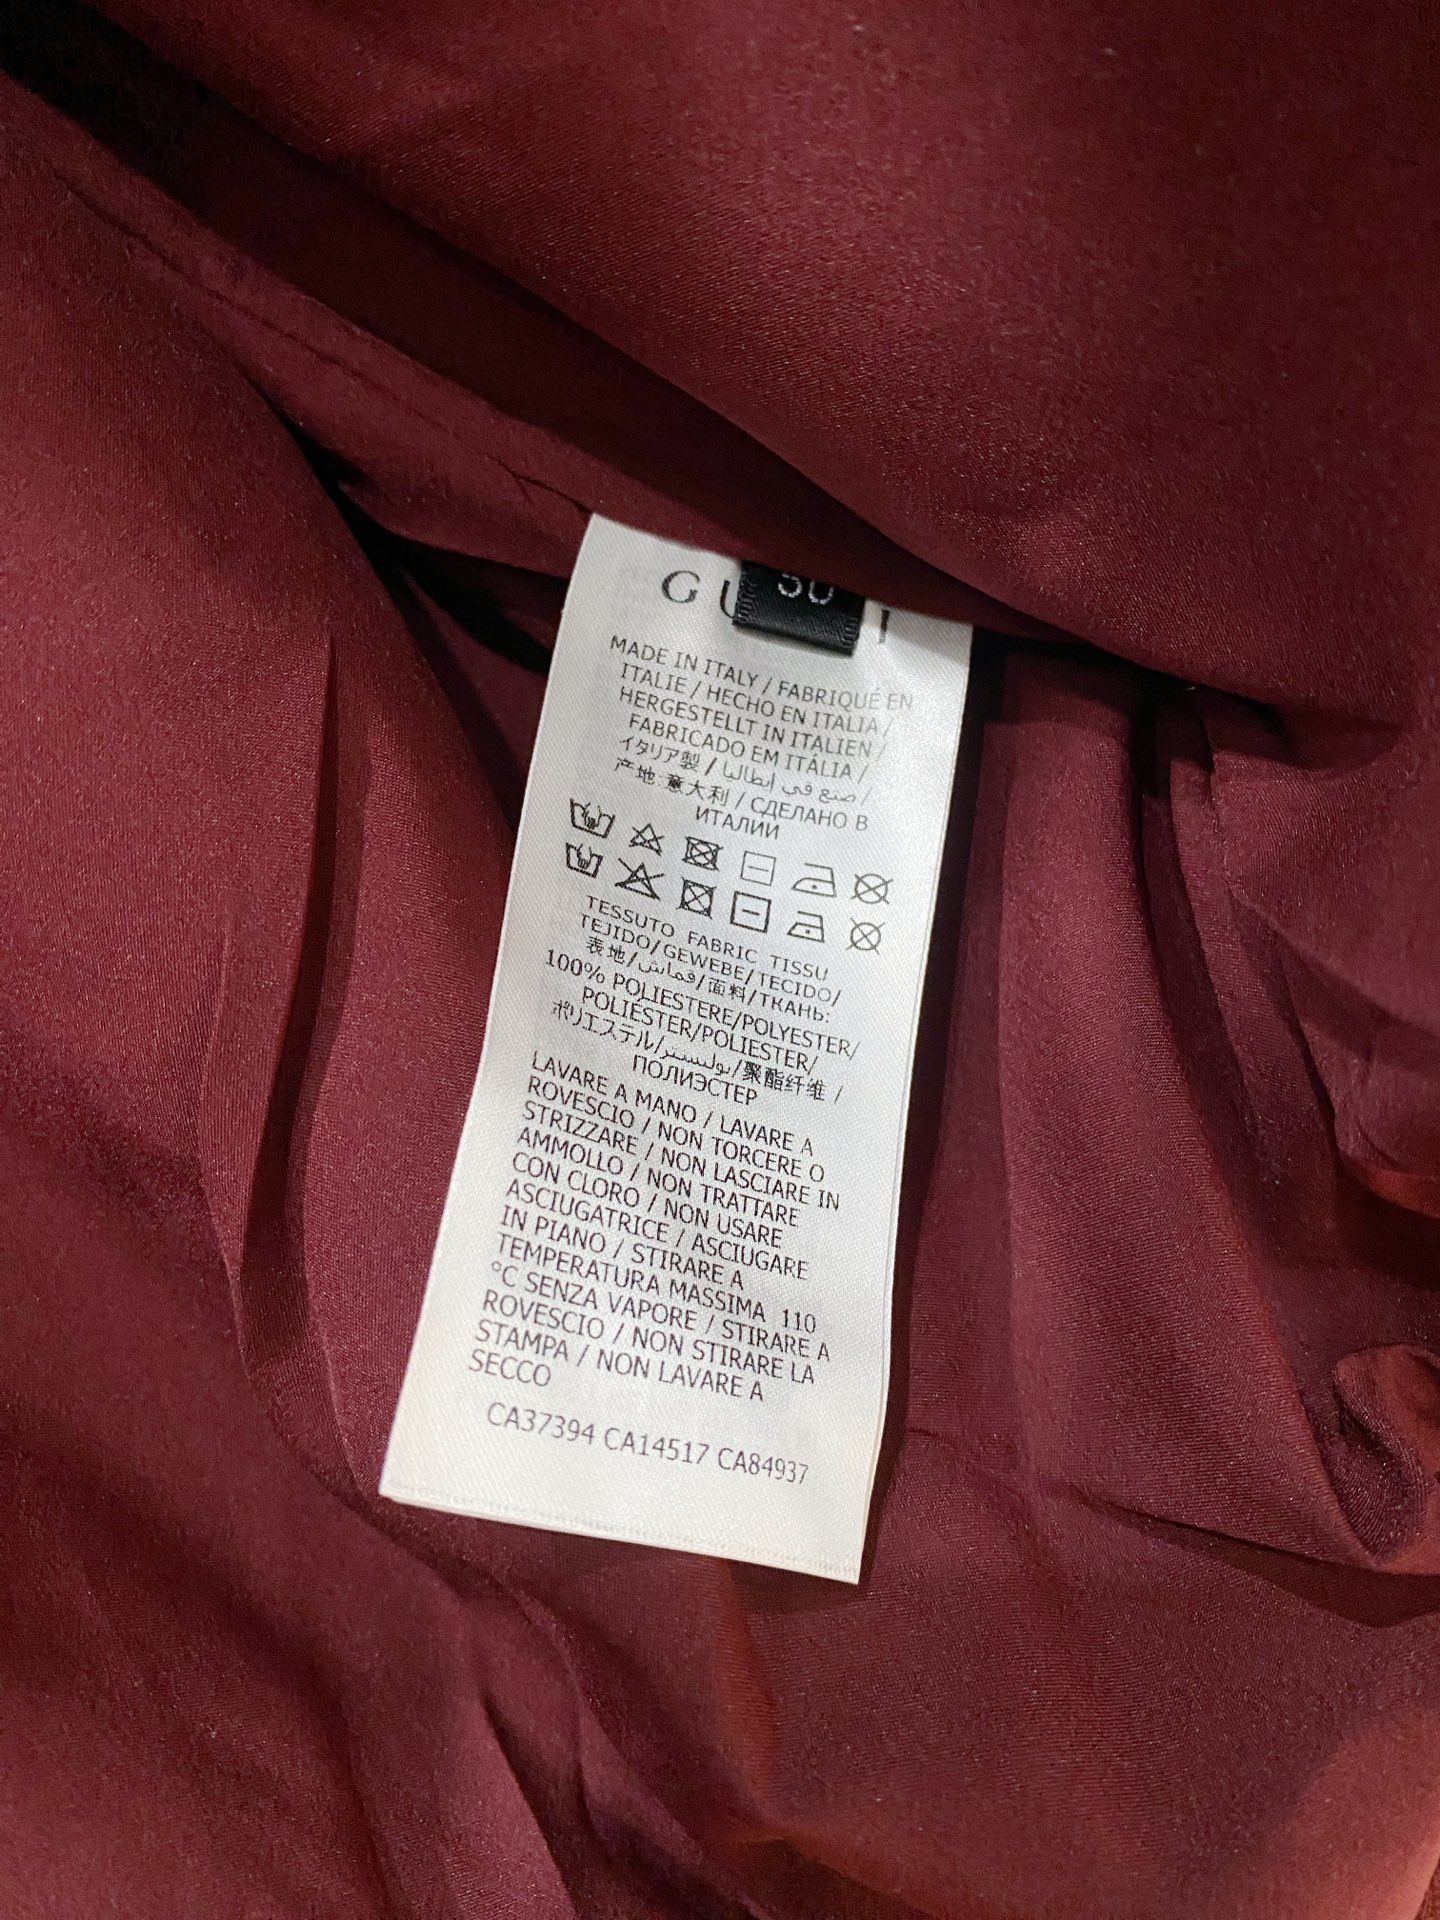 GU I
50
MADE IN ITALY / FABRIQUÉ EN
ITALIE / HECHO EN ITALIA /
HERGESTELLT IN ITALIEN /
FABRICADO EM ITÁLIA /
イタリア製 / صنع في إيطاليا /
产地:意大利 / СДЕЛАНО В
ИТАЛИИ
TESSUTO FABRIC TISSU
TEJIDO/GEWEBE/TECIDO/
表地/قماش/面料/ТКАНЬ:
100% POLIESTERE/POLYESTER/
POLIÉSTER/POLIESTER/
ポリエステル/بوليستر/聚酯纤维 /
ПОЛИЭСТЕР
LAVARE A MANO / LAVARE A
ROVESCIO / NON TORCERE O
STRIZZARE / NON LASCIARE IN
AMMOLLO / NON TRATTARE
CON CLORO / NON USARE
ASCIUGATRICE / ASCIUGARE
IN PIANO / STIRARE A
TEMPERATURA MASSIMA 110
°C SENZA VAPORE / STIRARE A
ROVESCIO / NON STIRARE LA
STAMPA / NON LAVARE A
SECCO
CA37394 CA14517 CA84937